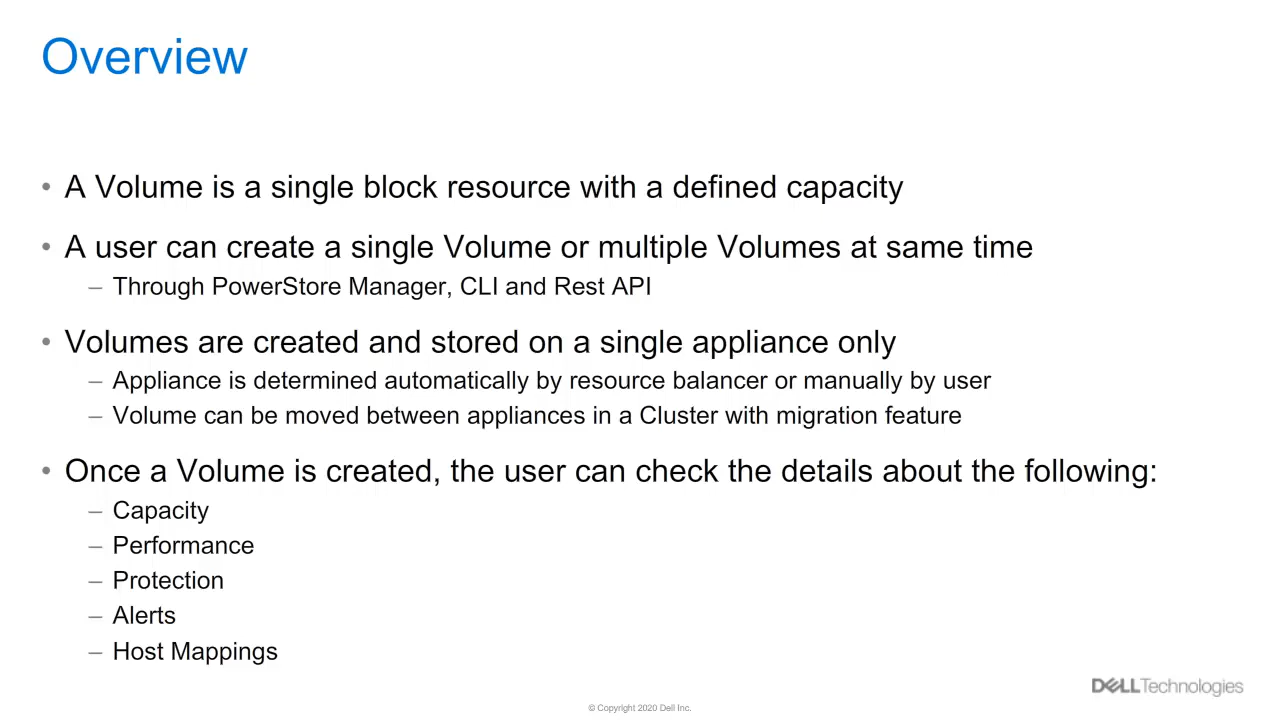 Overview
• A Volume is a single block resource with a defined capacity
• A user can create a single Volume or multiple Volumes at same time
– Through PowerStore Manager, CLI and Rest API
• Volumes are created and stored on a single appliance only
– Appliance is determined automatically by resource balancer or manually by user
– Volume can be moved between appliances in a Cluster with migration feature
• Once a Volume is created, the user can check the details about the following:
– Capacity
– Performance
– Protection
– Alerts
– Host Mappings
DELLTechnologies
© Copyright 2020 Dell Inc.